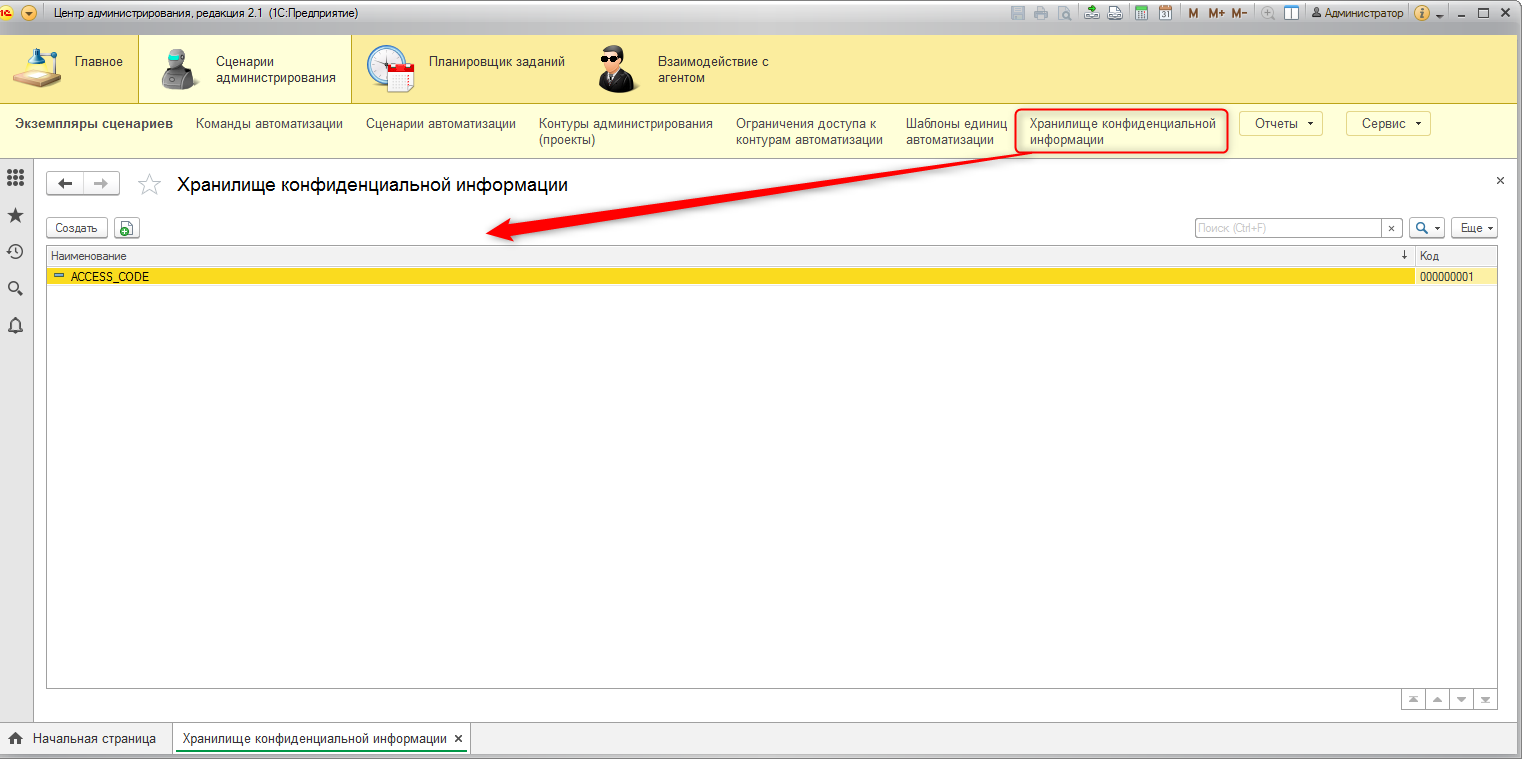 Центр администрирования, редакция 2.1 (1С:Предприятие)
M M+ M- Администратор
31
Главное
Сценарии
администрирования
Планировщик заданий
Взаимодействие с
агентом
Экземпляры сценариев
Команды автоматизации
Сценарии автоматизации
Контуры администрирования
(проекты)
Ограничения доступа к
контурам автоматизации
Шаблоны единиц
автоматизации
Хранилище конфиденциальной
информации
Отчеты
Сервис
Хранилище конфиденциальной информации
Создать
Поиск (Ctrl+F)
Еще
Наименование
Код
ACCESS_CODE
000000001
Начальная страница
Хранилище конфиденциальной информации